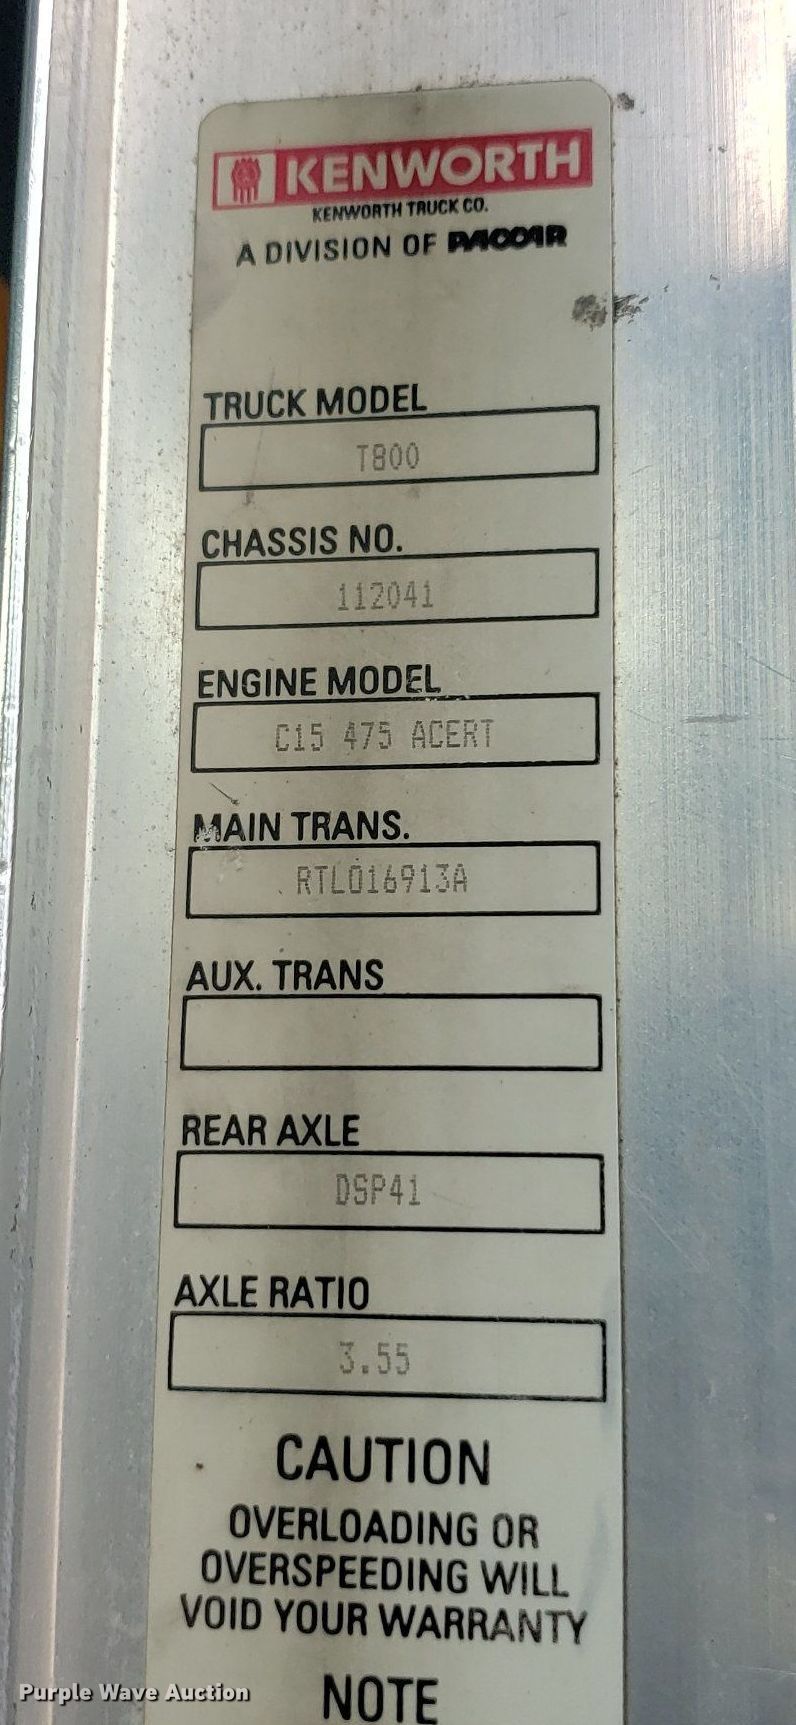 KENWORTH
KENWORTH TRUCK CO.
A DIVISION OF PACCAR
TRUCK MODEL
T800
CHASSIS NO.
112041
ENGINE MODEL
C15 475 ACERT
MAIN TRANS.
RTLO16913A
AUX. TRANS
REAR AXLE
DSP41
AXLE RATIO
3.55
CAUTION
OVERLOADING OR
OVERSPEEDING WILL
VOID YOUR WARRANTY
NOTE
Purple Wave Auction